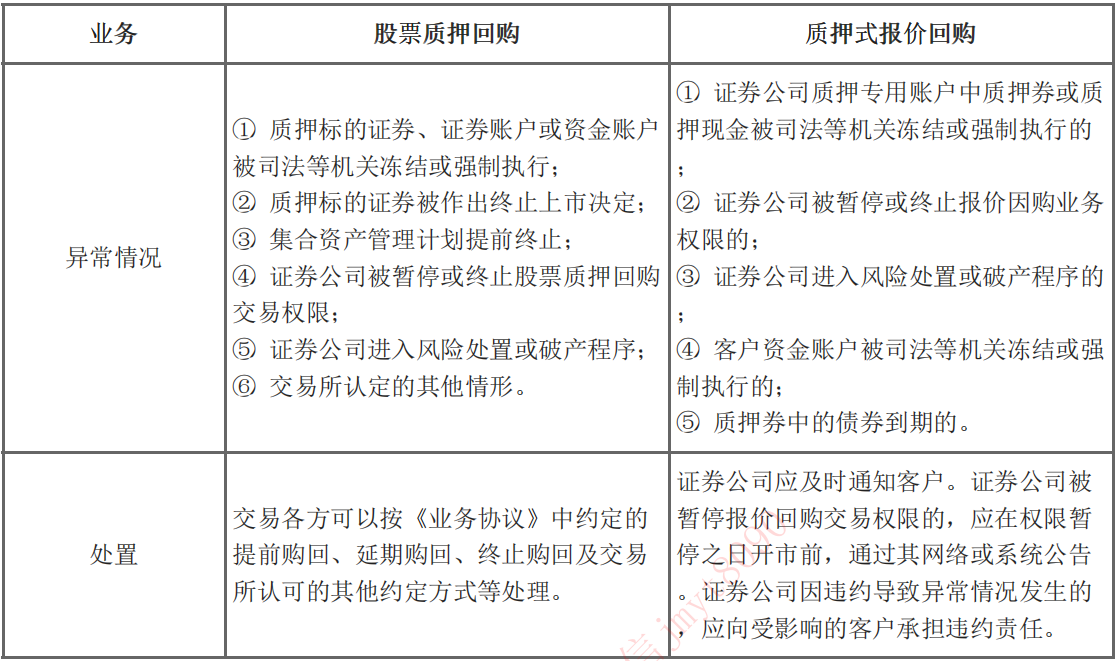 业务
股票质押回购
质押式报价回购
异常情况
① 质押标的证券、证券账户或资金账户
被司法等机关冻结或强制执行；
② 质押标的证券被作出终止上市决定；
③ 集合资产管理计划提前终止；
④ 证券公司被暂停或终止股票质押回购
交易权限；
⑤ 证券公司进入风险处置或破产程序；
⑥ 交易所认定的其他情形。
① 证券公司质押专用账户中质押券或质
押现金被司法等机关冻结或强制执行的
；
② 证券公司被暂停或终止报价因购业务
权限的；
③ 证券公司进入风险处置或破产程序的
；
④ 客户资金账户被司法等机关冻结或强
制执行的；
⑤ 质押券中的债券到期的。
处置
交易各方可以按《业务协议》中约定的
提前购回、延期购回、终止购回及交易
所认可的其他约定方式等处理。
证券公司应及时通知客户。证券公司被
暂停报价回购交易权限的，应在权限暂
停之日开市前，通过其网络或系统公告
。证券公司因违约导致异常情况发生的
，应向受影响的客户承担违约责任。
信 jmy18090